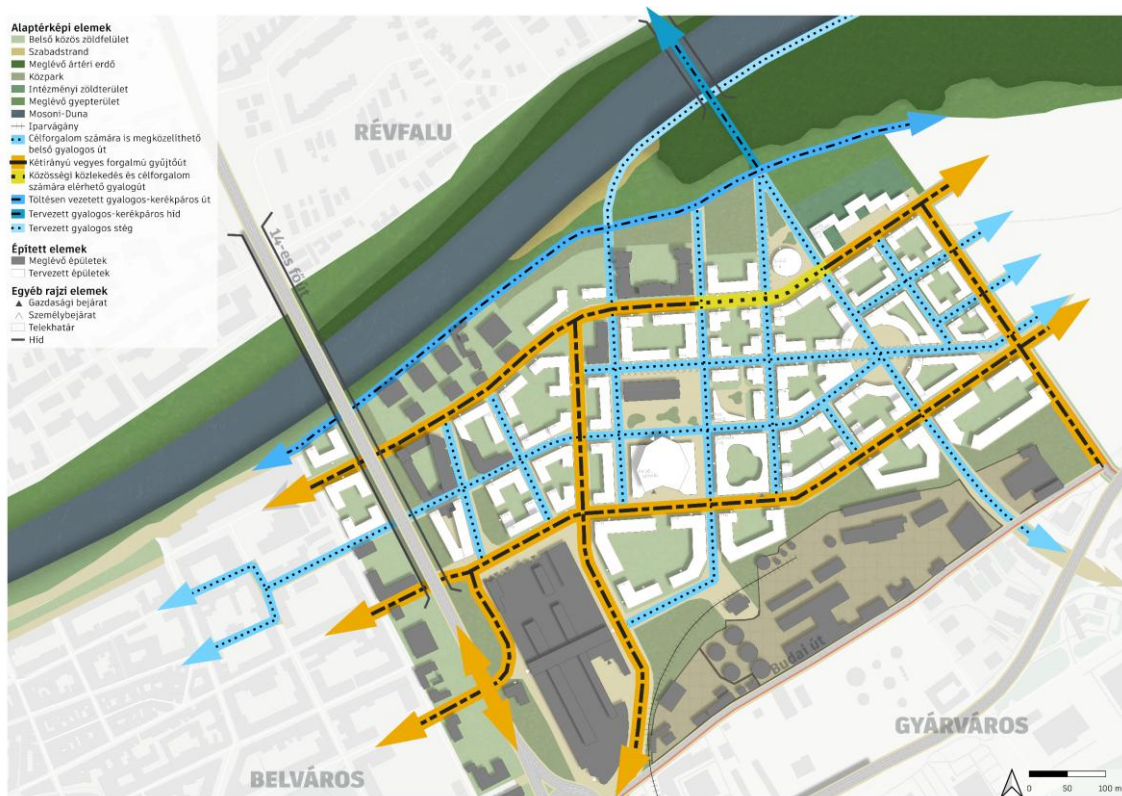 Alaptérképi elemek
Belső közös zöldfelület
Szabadstrand
Meglévő ártéri erdő
Közpark
Intézményi zöldterület
Meglévő gyepterület
Mosoni-Duna
Iparvágány
Célforgalom számára is megközelíthető
belső gyalogos út
Kétirányú vegyes forgalmú gyűjtőút
Közösségi közlekedés és célforgalom
számára elérhető gyalogút
Töltésen vezetett gyalogos-kerékpáros út
Tervezett gyalogos-kerékpáros híd
Tervezett gyalogos stég
Épített elemek
Meglévő épületek
Tervezett épületek
Egyéb rajzi elemek
Gazdasági bejárat
Személybejárat
Telekhatár
Híd
RÉVFALU
14-es főút
Budai út
GYÁRVÁROS
BELVÁROS
0 50 100 m